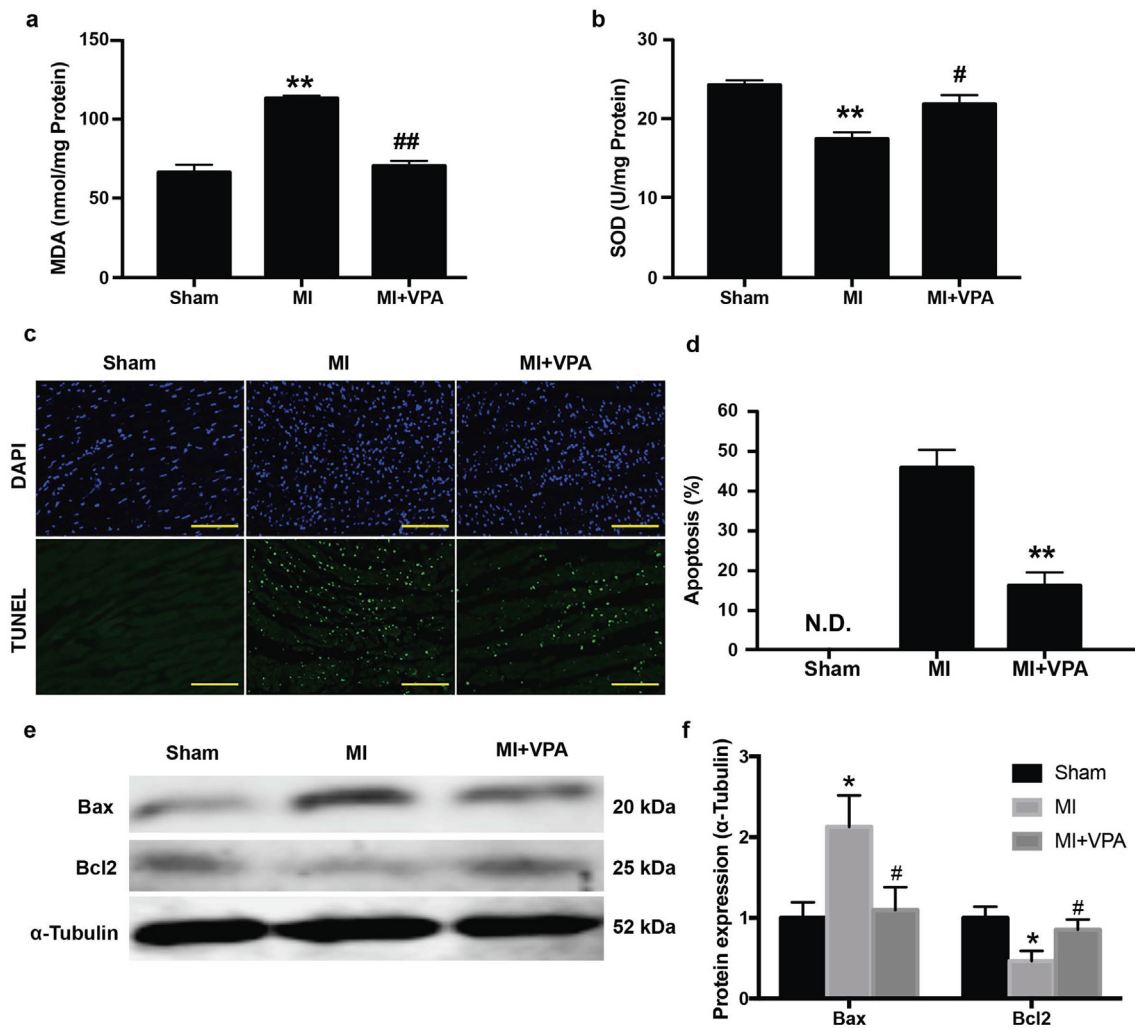 a
MDA (nmol/mg Protein)
150
100
50
0
**
##
Sham MI MI+VPA
b
SOD (U/mg Protein)
30
20
10
0
**
#
Sham MI MI+VPA
c
Sham MI MI+VPA
DAPI
TUNEL
d
Apoptosis (%)
60
50
40
30
20
10
0
N.D.
**
Sham MI MI+VPA
e
Sham MI MI+VPA
Bax 20 kDa
Bcl2 25 kDa
α-Tubulin 52 kDa
f
Protein expression (α-Tubulin)
3
2
1
0
*
#
*
#
Sham
MI
MI+VPA
Bax Bcl2